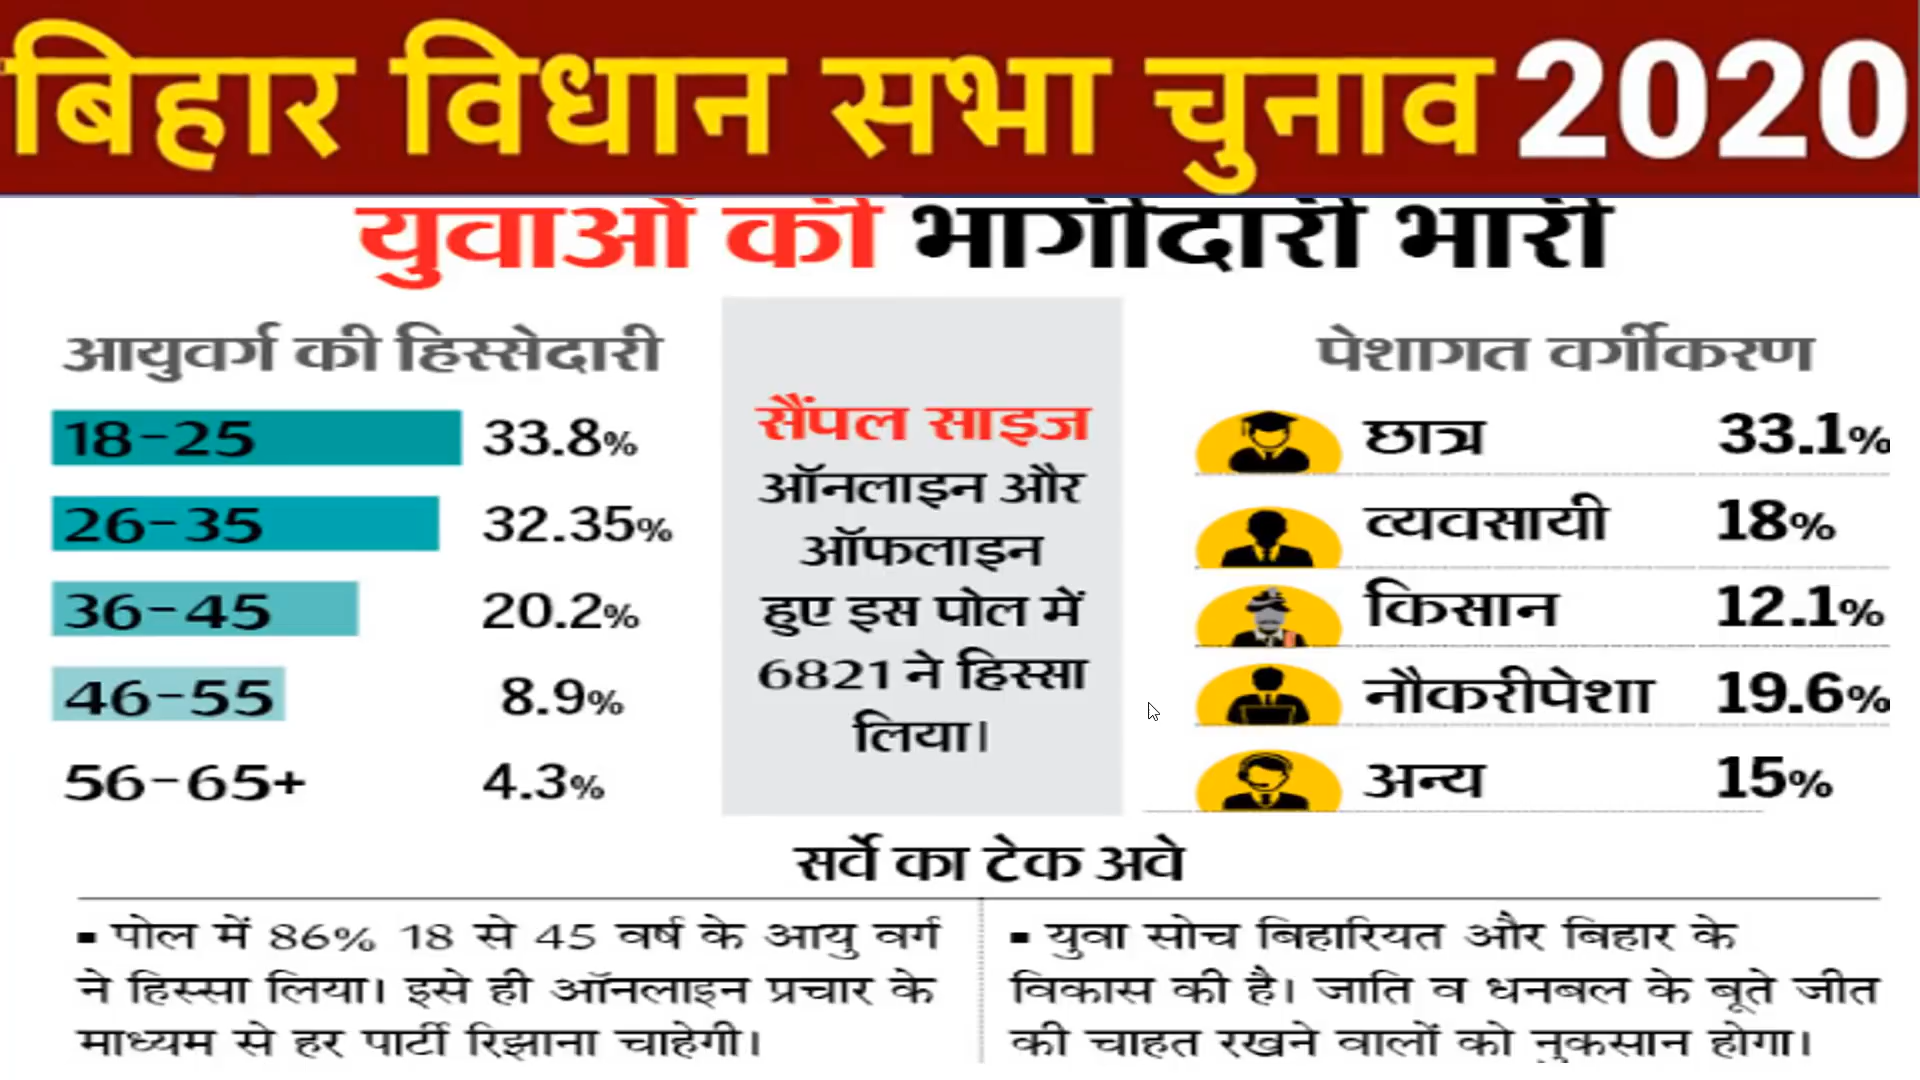 बिहार विधान सभा चुनाव 2020
युवाओं की भागीदारी भारी
आयुवर्ग की हिस्सेदारी
18-25 33.8%
26-35 32.35%
36-45 20.2%
46-55 8.9%
56-65+ 4.3%
सैंपल साइज
ऑनलाइन और
ऑफलाइन
हुए इस पोल में
6821 ने हिस्सा
लिया।
पेशागत वर्गीकरण
छात्र 33.1%
व्यवसायी 18%
किसान 12.1%
नौकरीपेशा 19.6%
अन्य 15%
सर्वे का टेक अवे
▪ पोल में 86% 18 से 45 वर्ष के आयु वर्ग
ने हिस्सा लिया। इसे ही ऑनलाइन प्रचार के
माध्यम से हर पार्टी रिझाना चाहेगी।
▪ युवा सोच बिहारियत और बिहार के
विकास की है। जाति व धनबल के बूते जीत
की चाहत रखने वालों को नुकसान होगा।